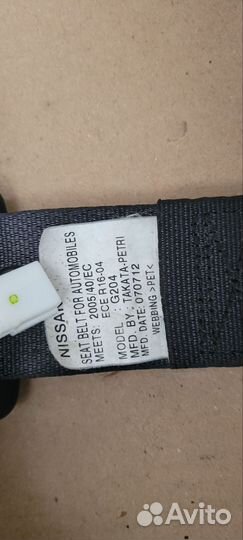 NISSAN
SEAT BELT FOR AUTOMOBILES
MEETS: 2005/40/EC
ECE R16-04
MODEL : G204
MFD. BY: TAKATA-PETRI
MFD. DATE: 070712
WEBBING >PET<
Avito